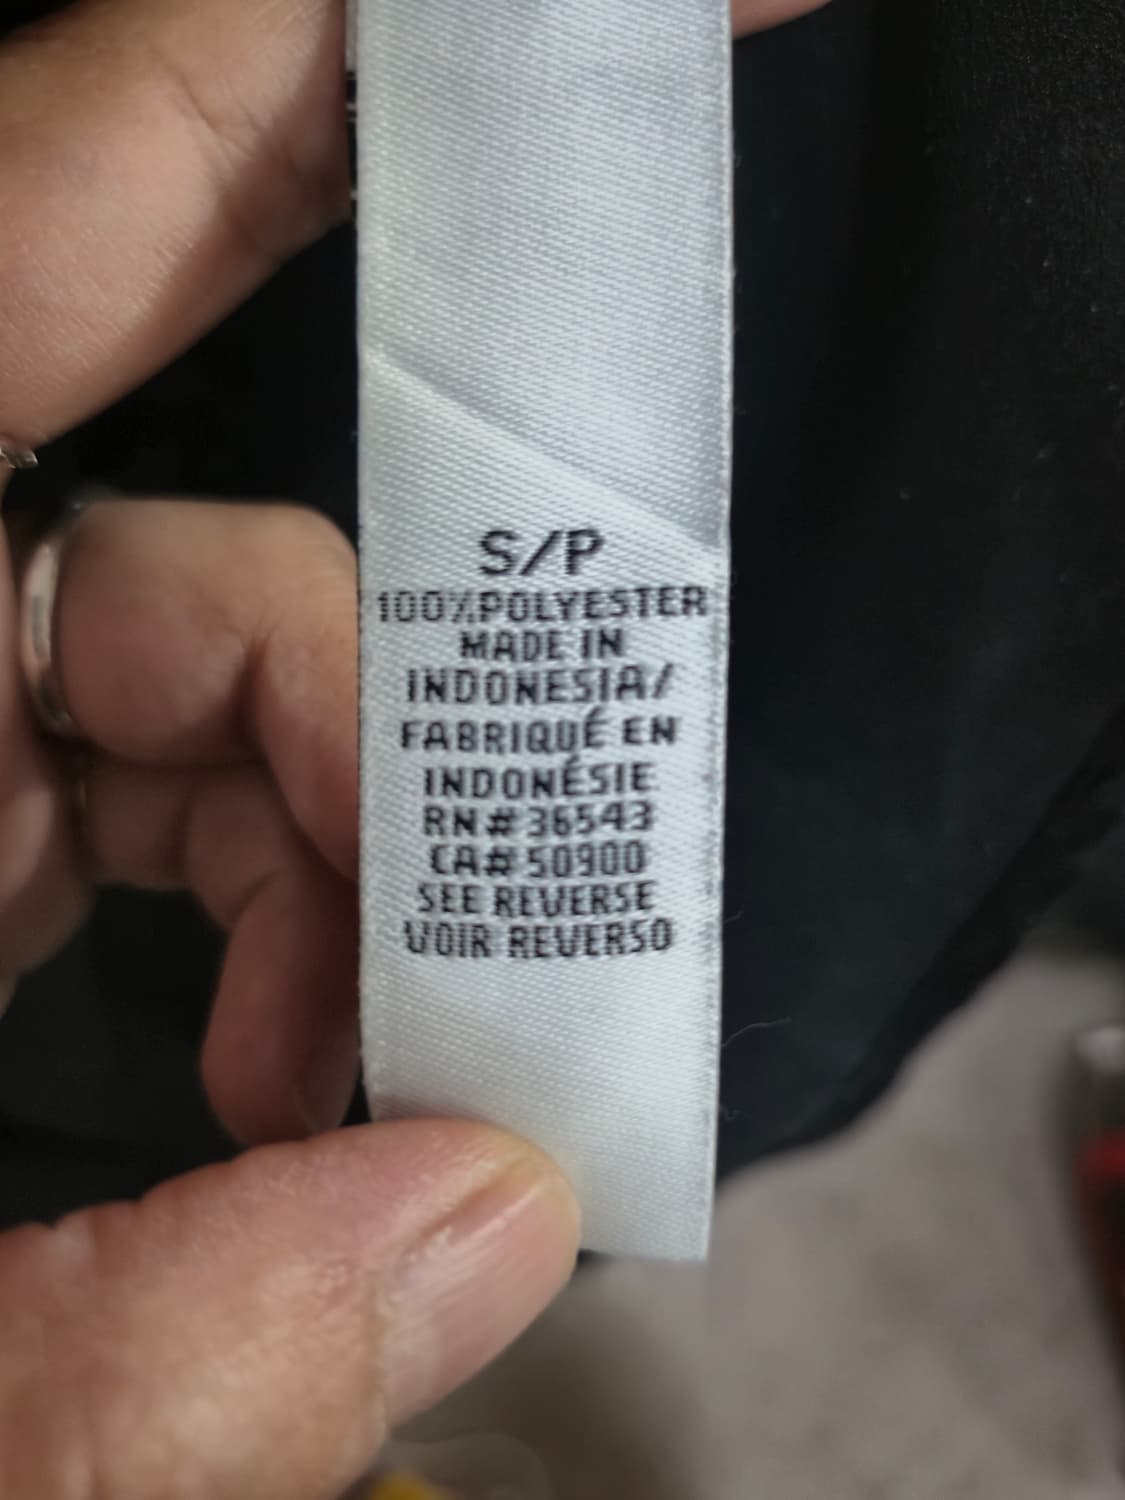 S/P
100%POLYESTER
MADE IN
INDONESIA/
FABRIQUÉ EN
INDONÉSIE
RN#36543
CA#50900
SEE REVERSE
VOIR REVERSO